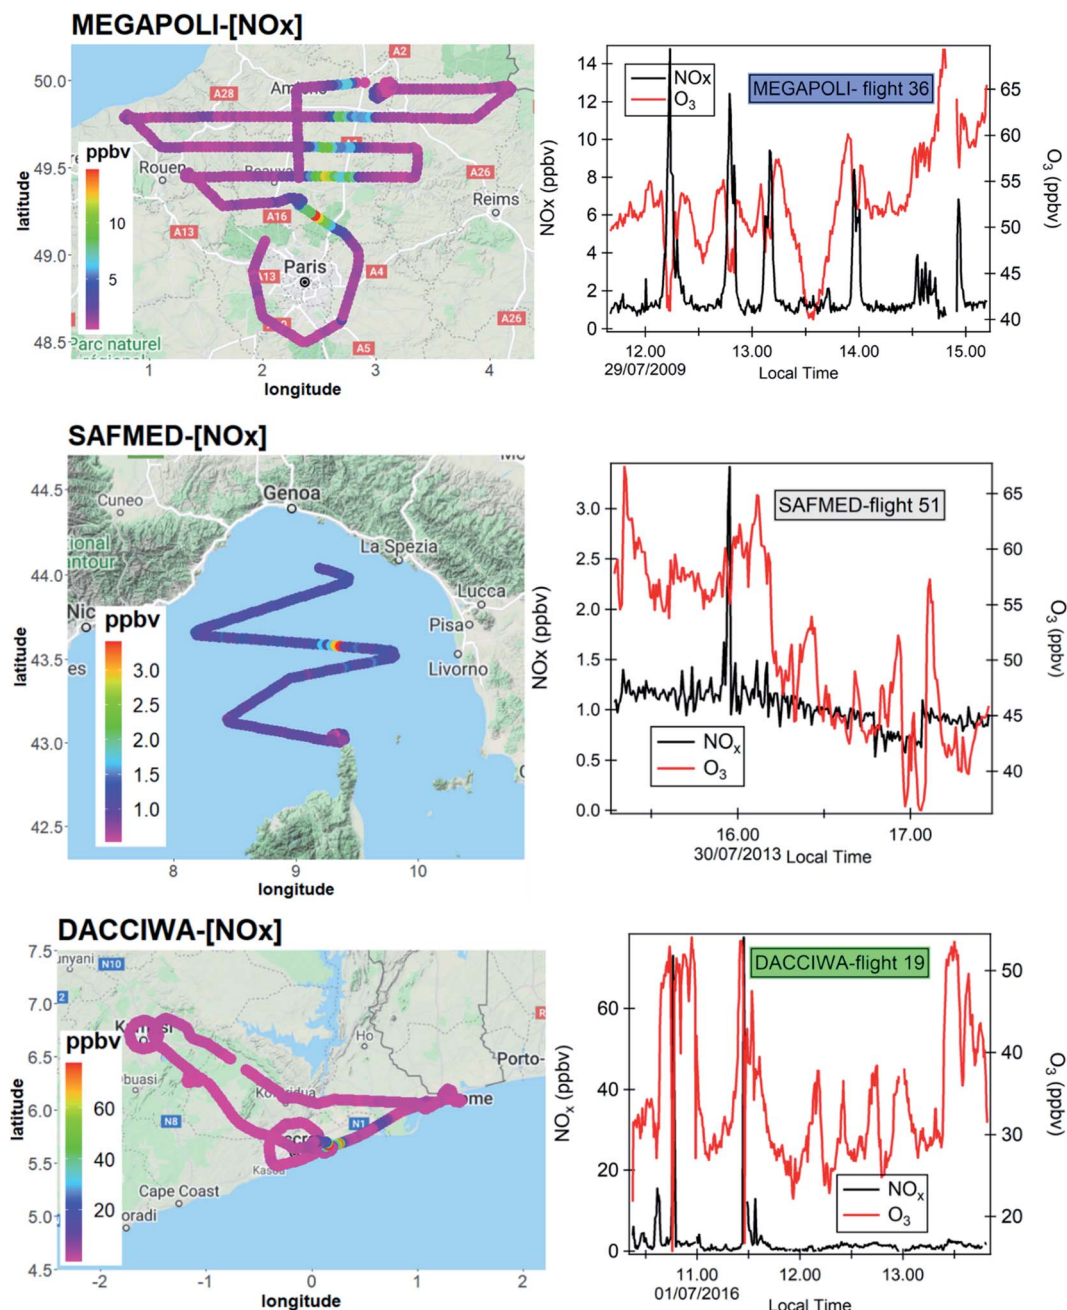 MEGAPOLI-[NOx]
A2
50.0
A28
49.5
ppbv
Rouen
A26
Reims
10
A16
A13
5
49.0
Paris
A13
A4
A26
48.5
Parc naturel
A5
1 2 3 4
latitude
longitude
14
12
10
8
6
4
2
0
NOx (ppbv)
NOx
O3
MEGAPOLI- flight 36
65
60
55
50
45
40
O3 (ppbv)
12.00 13.00 14.00 15.00
29/07/2009 Local Time
SAFMED-[NOx]
44.5
Cuneo
Genoa
La Spezia
44.0
Lucca
Nic
ppbv
Pisa
43.5
es
3.0
Livorno
2.5
2.0
43.0
1.5
1.0
42.5
8 9 10
latitude
longitude
3.0
2.5
2.0
1.5
1.0
0.5
0.0
NOx (ppbv)
SAFMED-flight 51
NOx
O3
65
60
55
50
45
40
O3 (ppbv)
16.00 17.00
30/07/2013 Local Time
DACCIWA-[NOx]
7.5
unyani
N10
7.0
2
ppbv
Ho
6.5
Porto-
buasi
60
6.0
ome
N8
N1
40
5.5
Kasoa
20
Cape Coast
5.0
oradi
4.5
-2 -1 0 1 2
latitude
longitude
60
40
20
0
NOx (ppbv)
DACCIWA-flight 19
NOx
O3
50
40
30
20
O3 (ppbv)
11.00 12.00 13.00
01/07/2016 Local Time